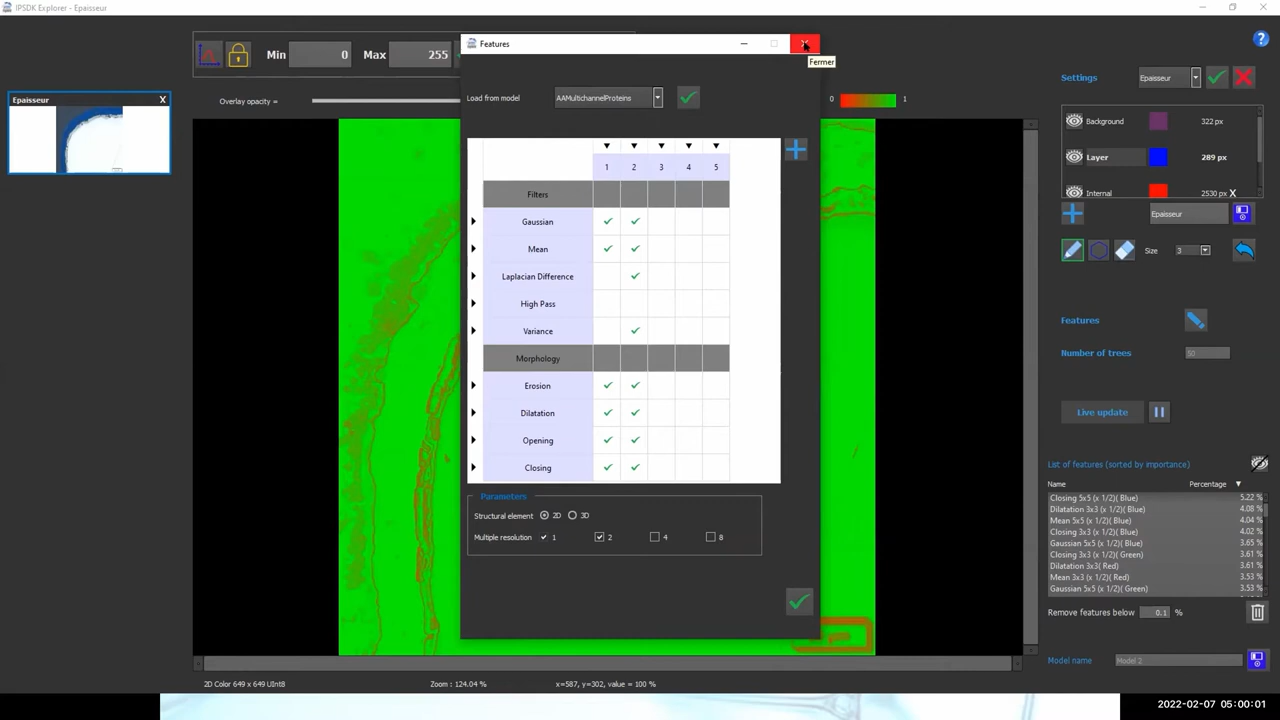 IPSDK Explorer - Epaisseur
Features
Fermer
Min 0 Max 255
Overlay opacity =
0 1
Epaisseur X
Load from model AAMultichannelProteins
1 2 3 4 5
Filters
Gaussian
Mean
Laplacian Difference
High Pass
Variance
Morphology
Erosion
Dilatation
Opening
Closing
Parameters
Structural element 2D 3D
Multiple resolution 1 2 4 8
Settings Epaisseur
Background 322 px
Layer 289 px
Internal 2530 px X
Epaisseur
Size 3
Features
Number of trees 50
Live update
List of features (sorted by importance)
Name Percentage
Closing 5x5 (x 1/2)( Blue) 5.22 %
Dilatation 3x3 (x 1/2)( Blue) 4.08 %
Mean 5x5 (x 1/2)( Blue) 4.04 %
Closing 3x3 (x 1/2)( Blue) 4.02 %
Gaussian 5x5 (x 1/2)( Blue) 3.65 %
Closing 3x3 (x 1/2)( Green) 3.61 %
Dilatation 3x3( Red) 3.61 %
Mean 3x3 (x 1/2)( Red) 3.53 %
Gaussian 5x5 (x 1/2)( Green) 3.53 %
Remove features below 0.1 %
Model name Model 2
2D Color 649 x 649 UInt8 Zoom : 124.04 % x=587, y=302, value = 100 %
2022-02-07 05:00:01